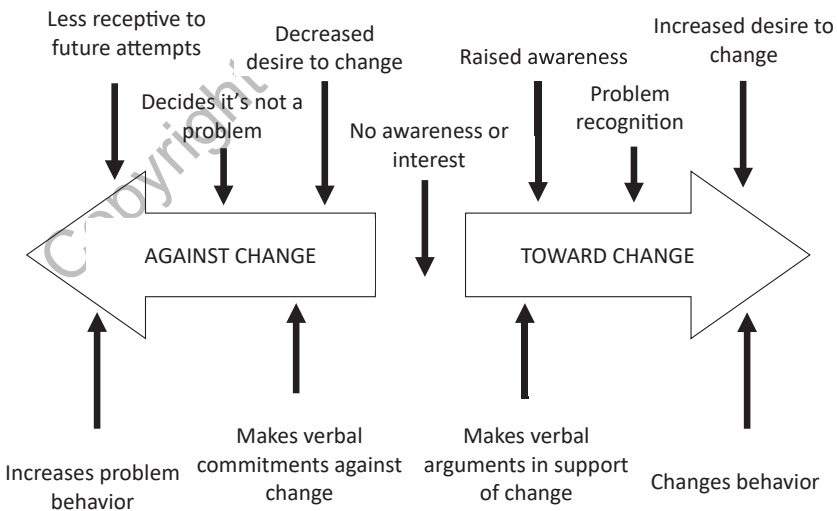 Less receptive to
future attempts
Decreased
desire to change
Raised awareness
Increased desire to
change
Decides it's not a
problem
No awareness or
interest
Problem
recognition
Copyright
AGAINST CHANGE
TOWARD CHANGE
Increases problem
behavior
Makes verbal
commitments against
change
Makes verbal
arguments in support
of change
Changes behavior